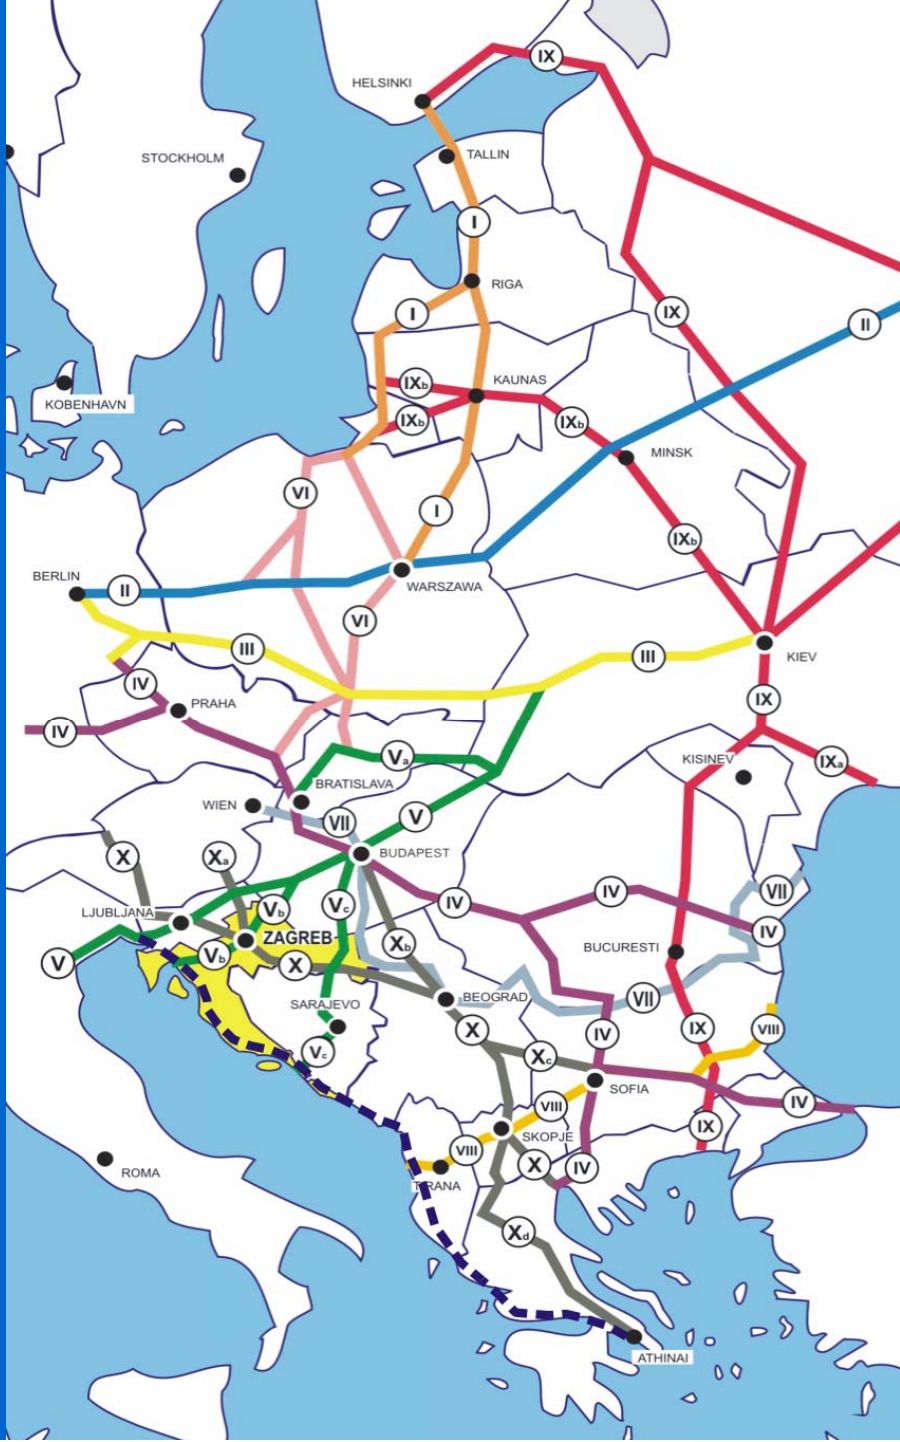 IX
HELSINKI
STOCKHOLM
TALLIN
I
RIGA
I
IX
II
IXb
KAUNAS
KOBENHAVN
IXb
IXb
MINSK
VI
I
IXb
BERLIN
II
WARSZAWA
VI
III
III
KIEV
IV
IX
PRAHA
IV
Va
KISINEV
IXa
BRATISLAVA
WIEN
VII
V
X
Xa
BUDAPEST
VII
IV
IV
LJUBLJANA
Vb
Vc
IV
ZAGREB
Xb
BUCURESTI
V
Vb
X
SARAJEVO
BEOGRAD
VII
X
IV
IX
VIII
Vc
Xc
SOFIA
VIII
IV
SKOPJE
IX
VIII
ROMA
X
IV
TIRANA
Xd
ATHINAI